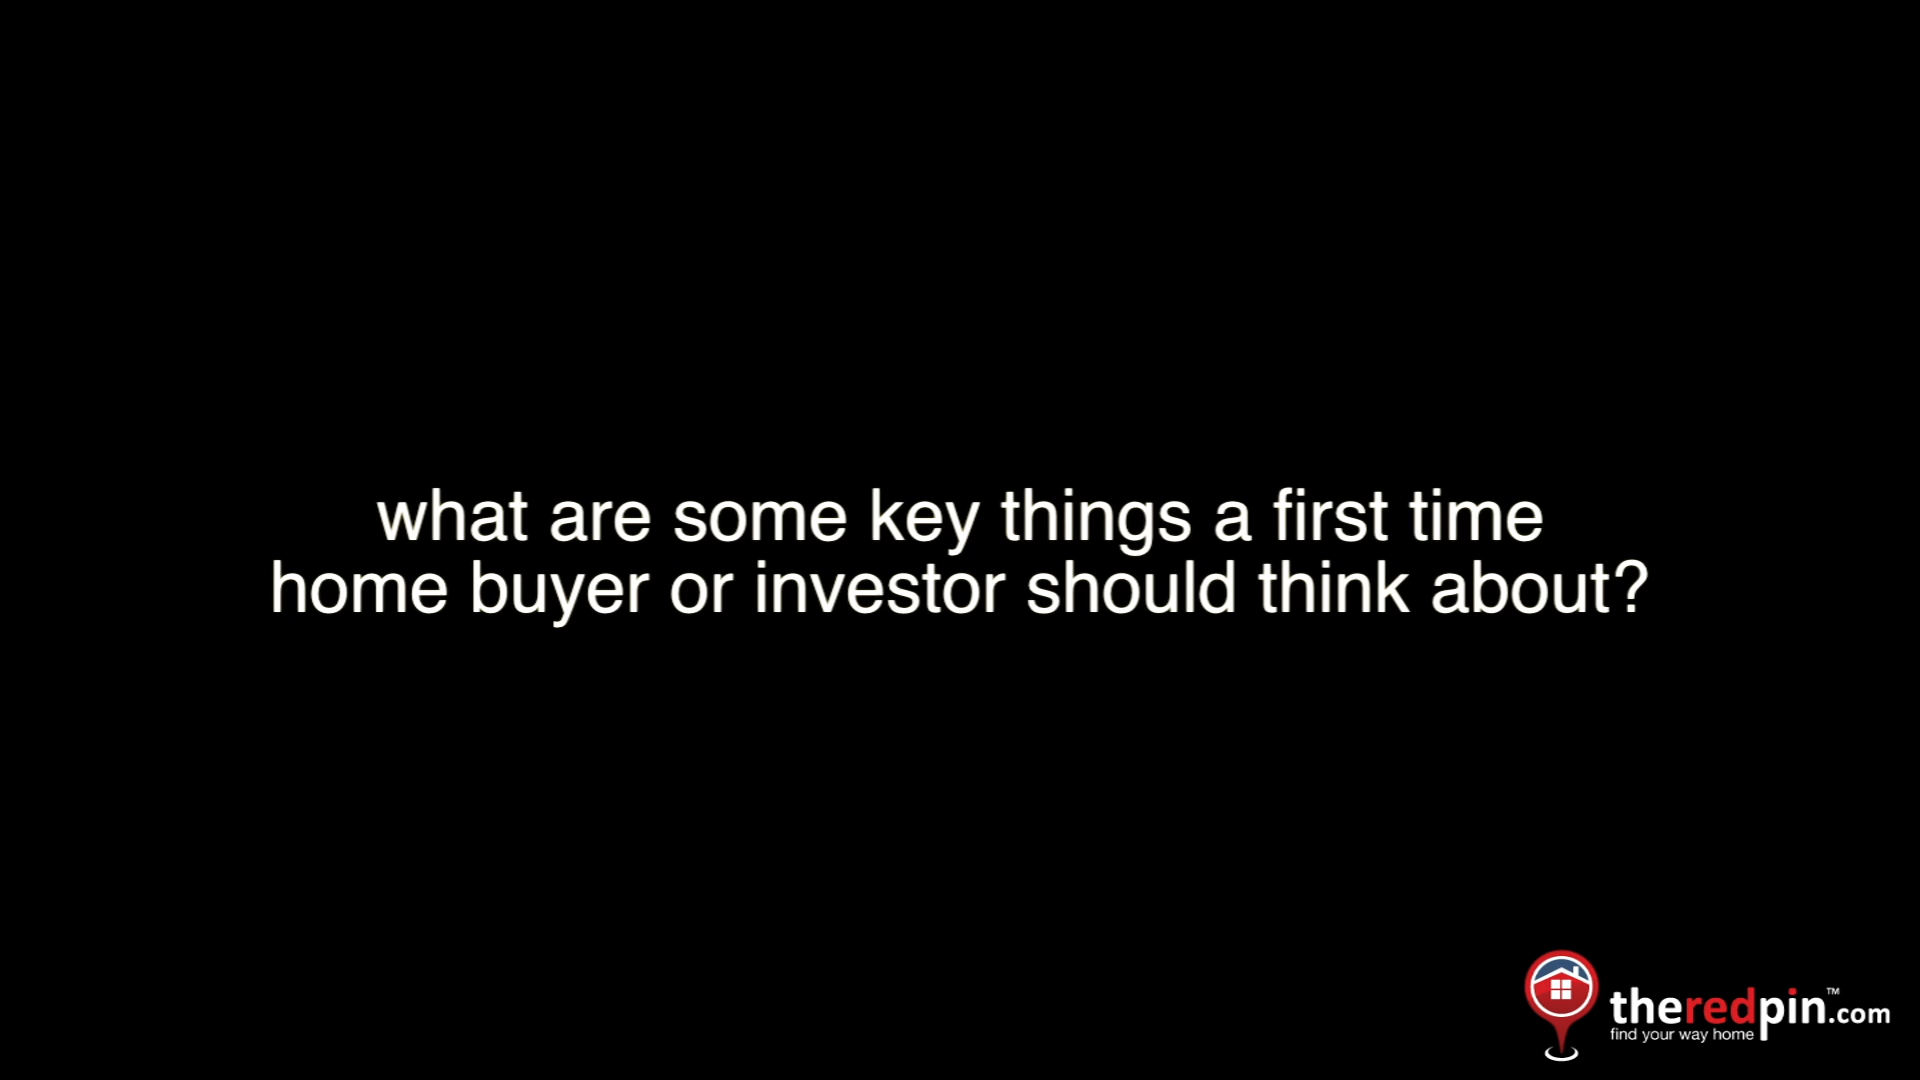 what are some key things a first time
home buyer or investor should think about?
theredpin™.com
find your way home